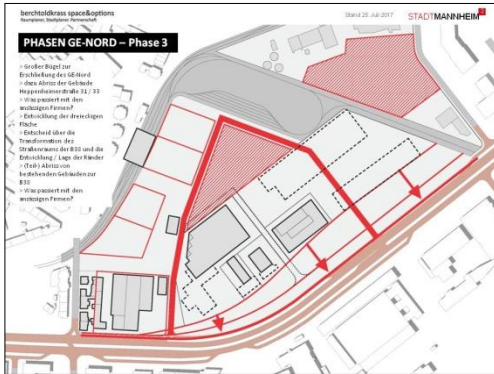 berchtoldkrass space&options
Raumplaner, Stadtplaner. Partnerschaft
Stand 25. Juli 2017
STADTMANNHEIM²
PHASEN GE-NORD – Phase 3
> Großer Bügel zur
Erschließung des GE-Nord
> dazu Abriss der Gebäude
Heppenheimerstraße 31 / 33
> Was passiert mit den
ansässigen Firmen?
> Entwicklung der dreieckigen
Fläche
> Entscheid über die
Transformation des
Straßenraums der B38 und die
Entwicklung / Lage der Ränder
> (Teil-) Abriss von
bestehenden Gebäuden zur
B38
> Was passiert mit den
ansässigen Firmen?